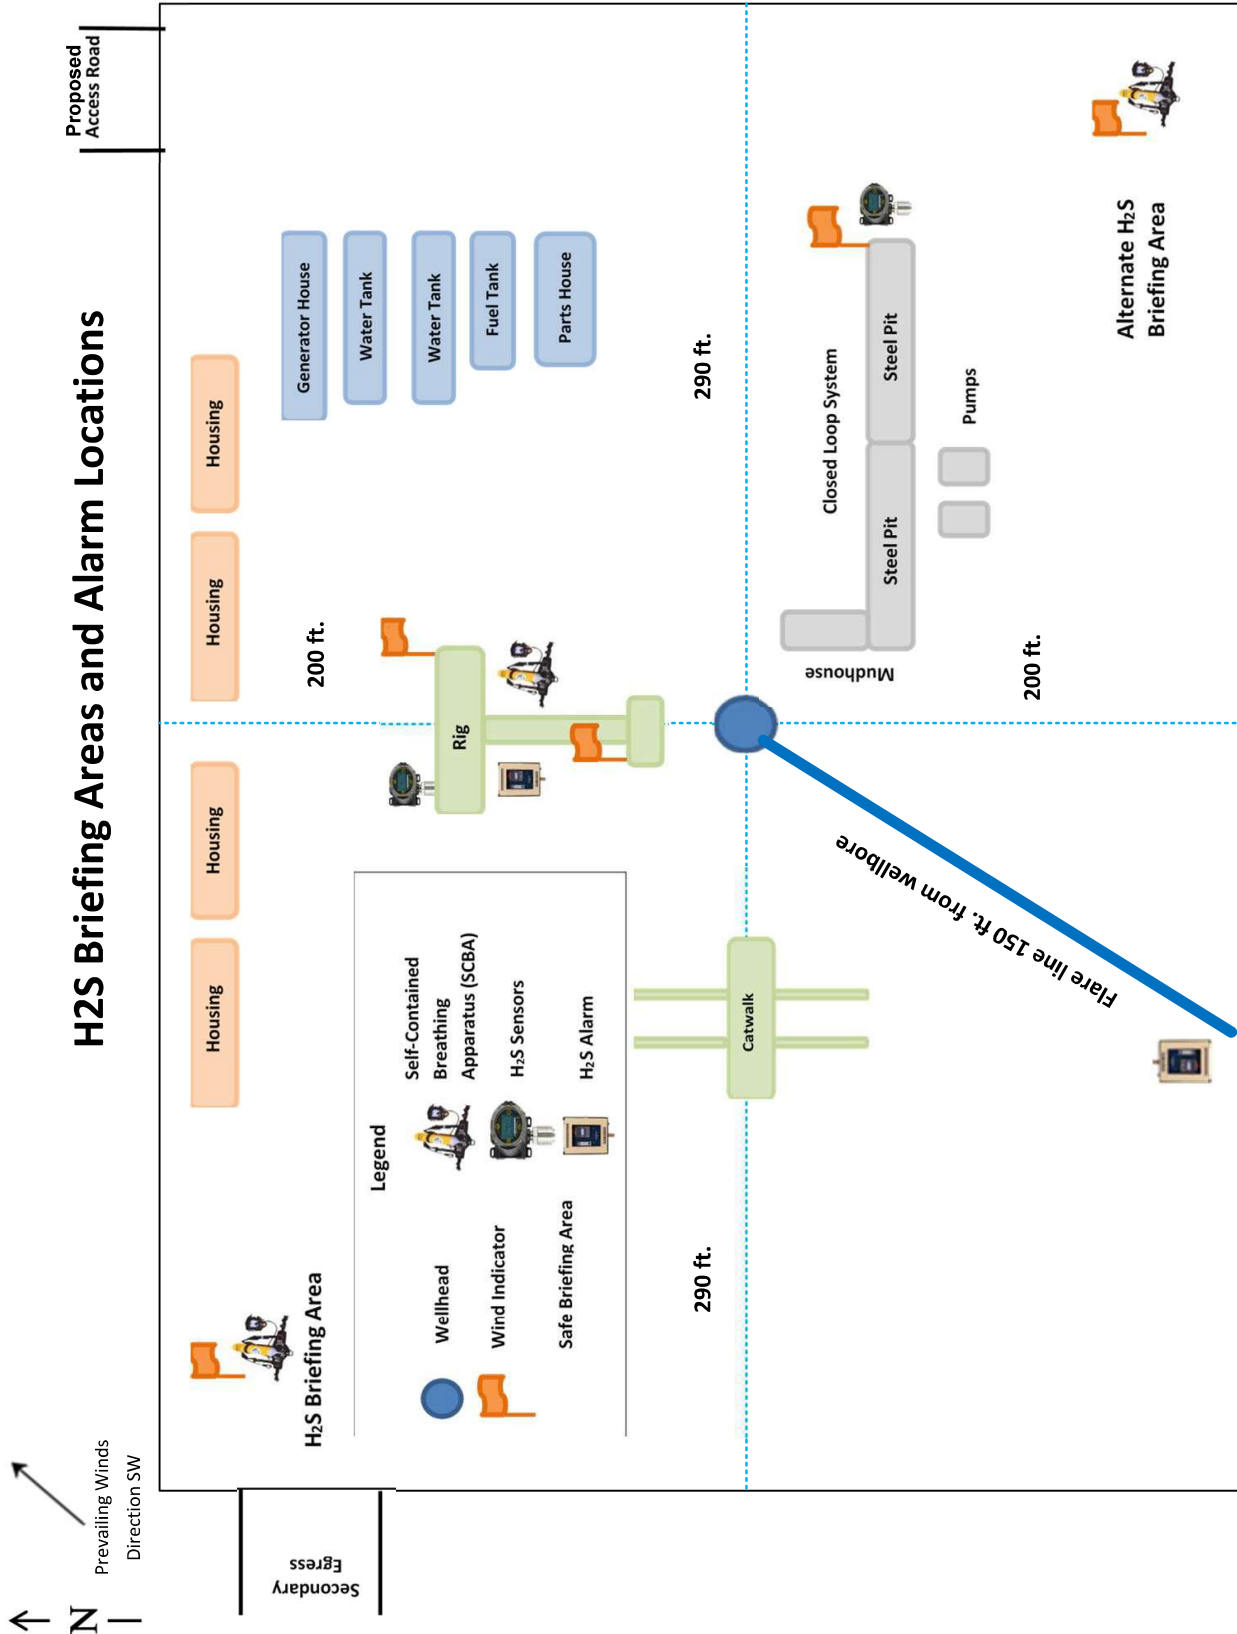 H2S Briefing Areas and Alarm Locations
N
Prevailing Winds
Direction SW
Proposed
Access Road
Secondary
Egress
H₂S Briefing Area
Housing
Housing
Housing
Housing
200 ft.
Generator House
Water Tank
Water Tank
Fuel Tank
Parts House
Rig
Legend
Wellhead
Wind Indicator
Safe Briefing Area
Self-Contained
Breathing
Apparatus (SCBA)
H₂S Sensors
H₂S Alarm
290 ft.
290 ft.
Catwalk
Mudhouse
Closed Loop System
Steel Pit
Steel Pit
Pumps
Flare line 150 ft. from wellbore
200 ft.
Alternate H₂S
Briefing Area